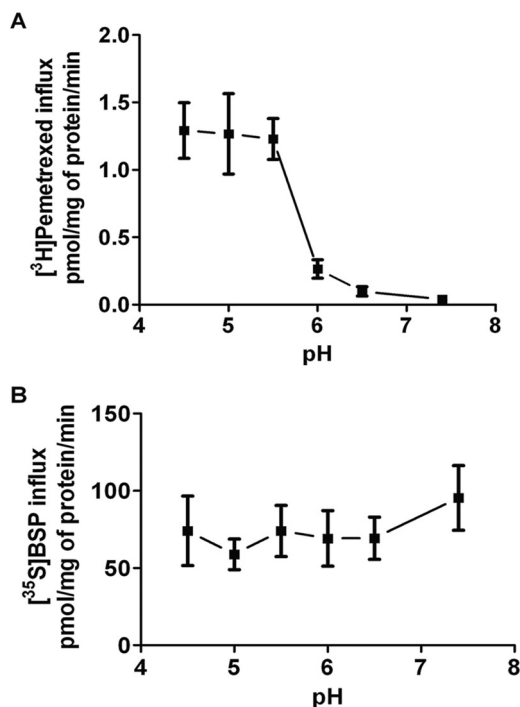 A
[³H]Pemetrexed influx
pmol/mg of protein/min
2.0
1.5
1.0
0.5
0.0
4 5 6 7 8
pH
B
[³⁵S]BSP influx
pmol/mg of protein/min
150
100
50
0
4 5 6 7 8
pH